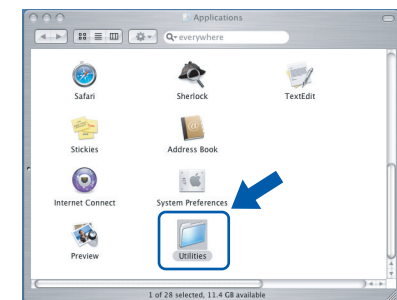 Applications
everywhere
Safari
Sherlock
TextEdit
Stickies
Address Book
Internet Connect
System Preferences
Preview
Utilities
1 of 28 selected, 11.4 GB available